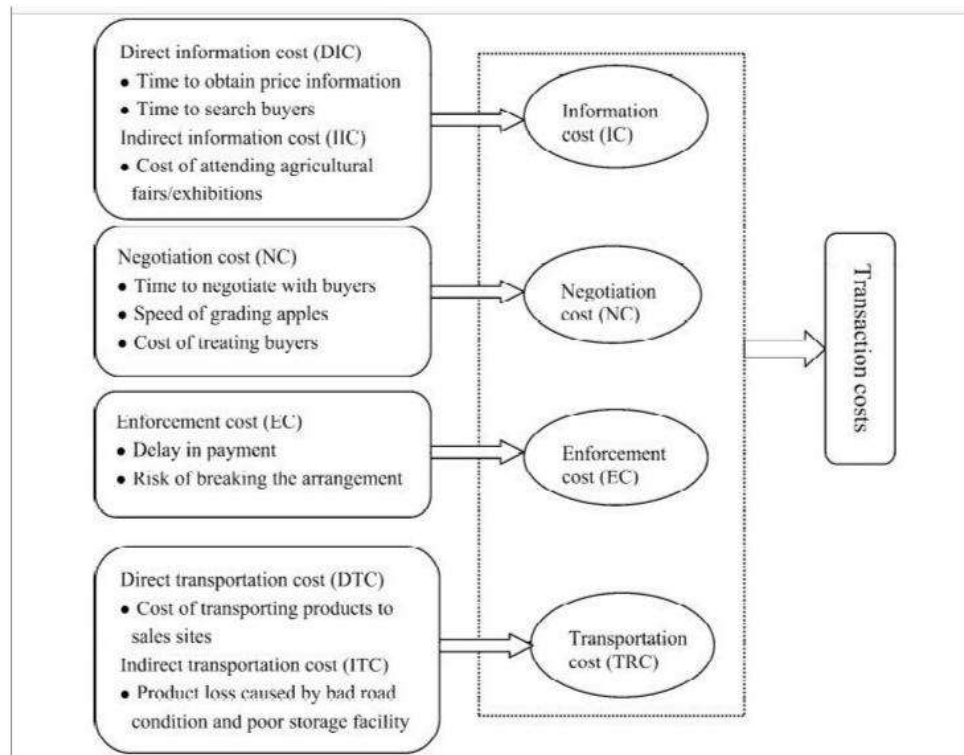 Direct information cost (DIC)
● Time to obtain price information
● Time to search buyers
Indirect information cost (IIC)
● Cost of attending agricultural
fairs/exhibitions
Information
cost (IC)
Negotiation cost (NC)
● Time to negotiate with buyers
● Speed of grading apples
● Cost of treating buyers
Negotiation
cost (NC)
Enforcement cost (EC)
● Delay in payment
● Risk of breaking the arrangement
Enforcement
cost (EC)
Direct transportation cost (DTC)
● Cost of transporting products to
sales sites
Indirect transportation cost (ITC)
● Product loss caused by bad road
condition and poor storage facility
Transportation
cost (TRC)
Transaction costs